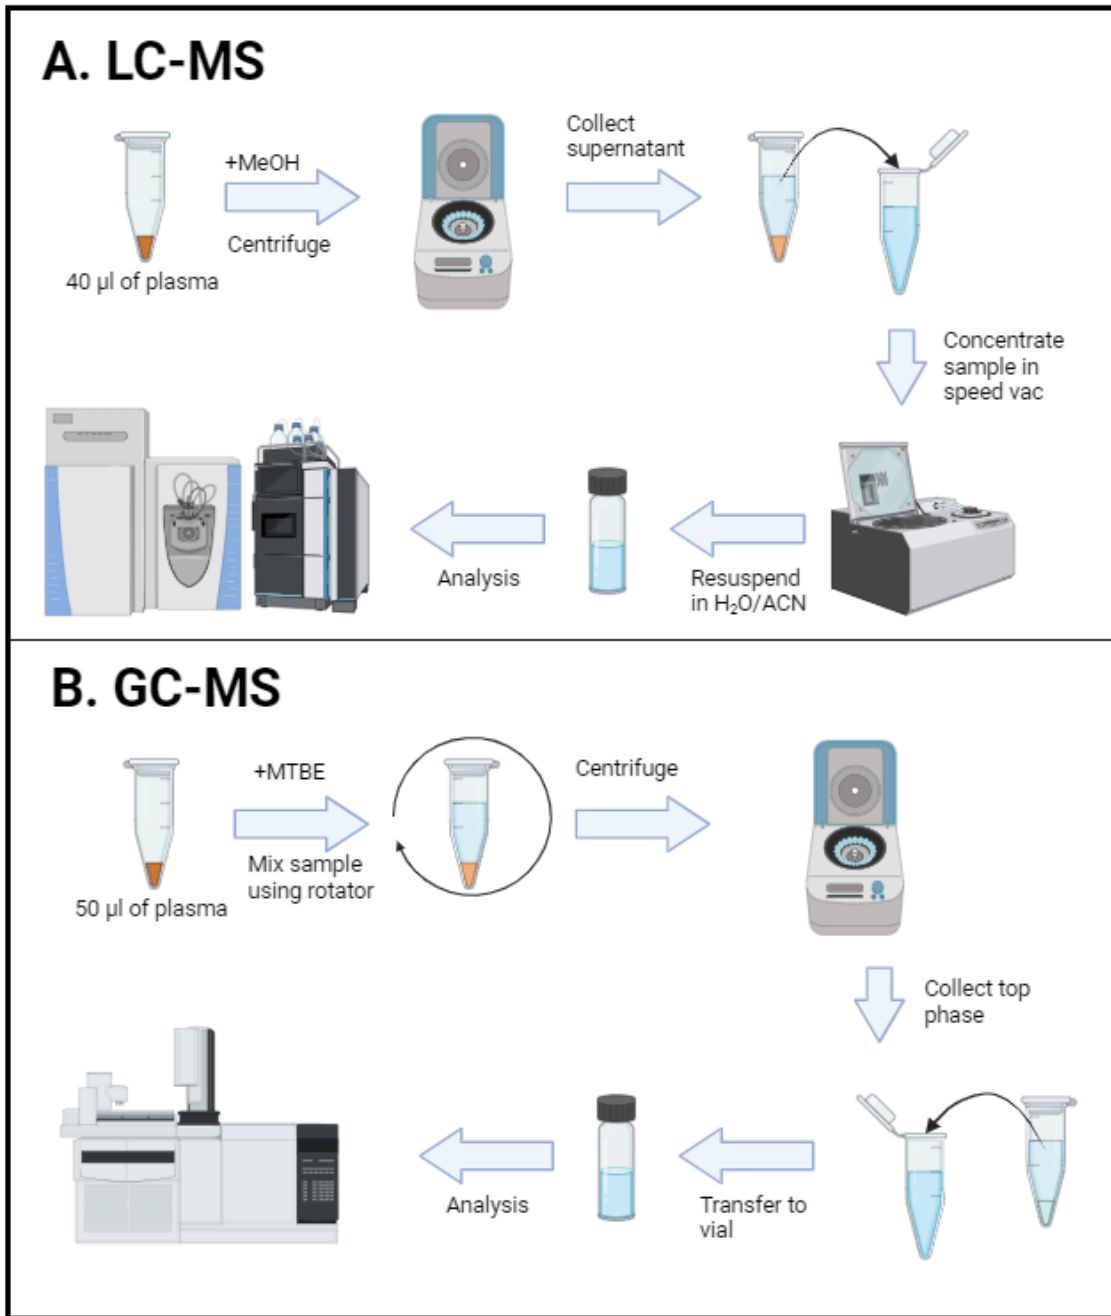 A. LC-MS
+MeOH
Centrifuge
40 µl of plasma
Collect
supernatant
Concentrate
sample in
speed vac
Resuspend
in H₂O/ACN
Analysis
B. GC-MS
+MTBE
Mix sample
using rotator
50 µl of plasma
Centrifuge
Collect top
phase
Transfer to
vial
Analysis